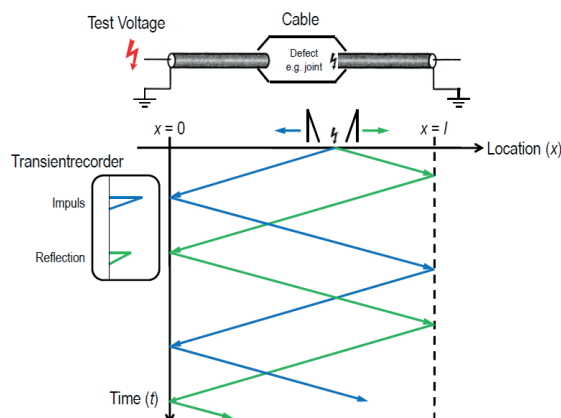 Test Voltage
Cable
Defect
e.g. joint
x = 0
x = l
Location (x)
Transientrecorder
Impuls
Reflection
Time (t)